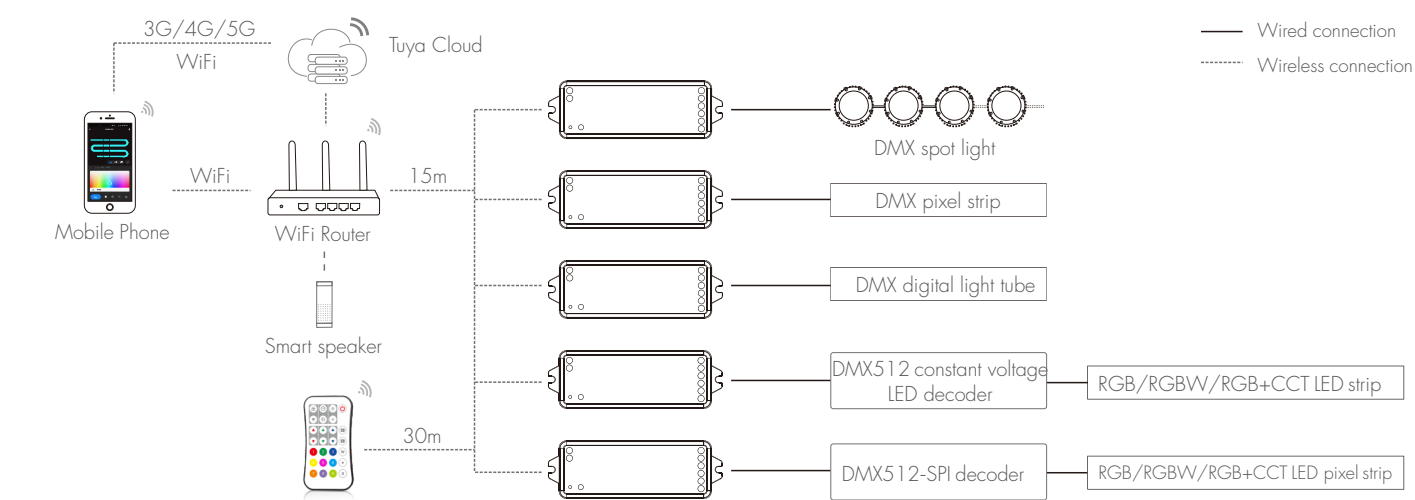 3G/4G/5G
WiFi
Tuya Cloud
Wired connection
Wireless connection
WiFi
15m
Mobile Phone
WiFi Router
Smart speaker
30m
DMX spot light
DMX pixel strip
DMX digital light tube
DMX512 constant voltage
LED decoder
RGB/RGBW/RGB+CCT LED strip
DMX512-SPI decoder
RGB/RGBW/RGB+CCT LED pixel strip